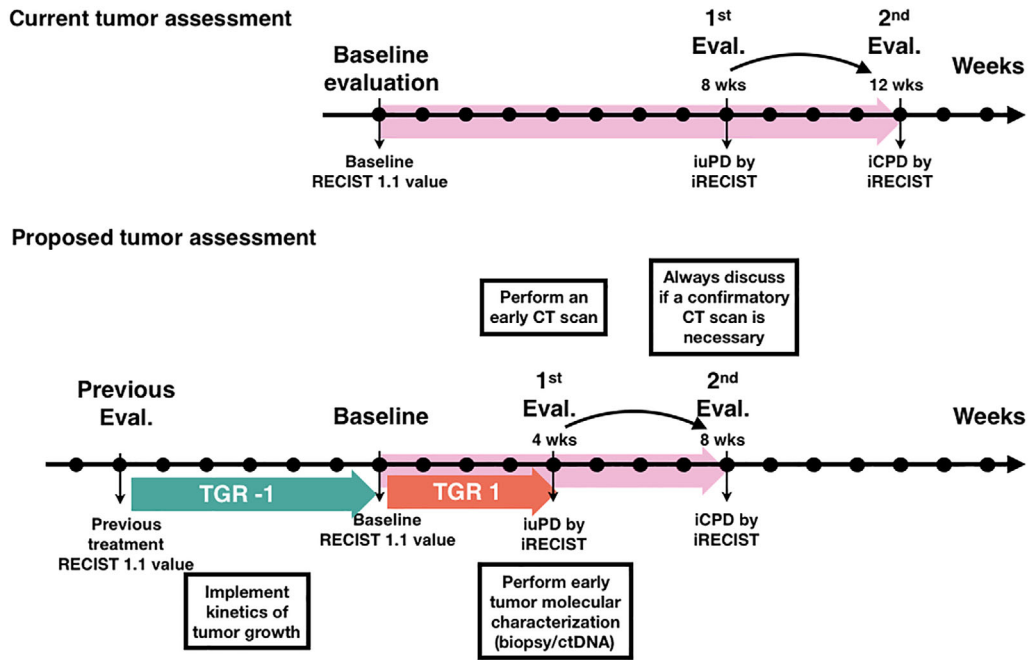 Current tumor assessment
1st
Eval.
2nd
Eval.
Weeks
Baseline
evaluation
8 wks
12 wks
Baseline
RECIST 1.1 value
iuPD by
iRECIST
iCPD by
iRECIST
Proposed tumor assessment
Perform an
early CT scan
Always discuss
if a confirmatory
CT scan is
necessary
Previous
Eval.
Baseline
1st
Eval.
2nd
Eval.
Weeks
4 wks
8 wks
TGR -1
TGR 1
Previous
treatment
RECIST 1.1 value
Baseline
RECIST 1.1 value
iuPD by
iRECIST
iCPD by
iRECIST
Implement
kinetics of
tumor growth
Perform early
tumor molecular
characterization
(biopsy/ctDNA)